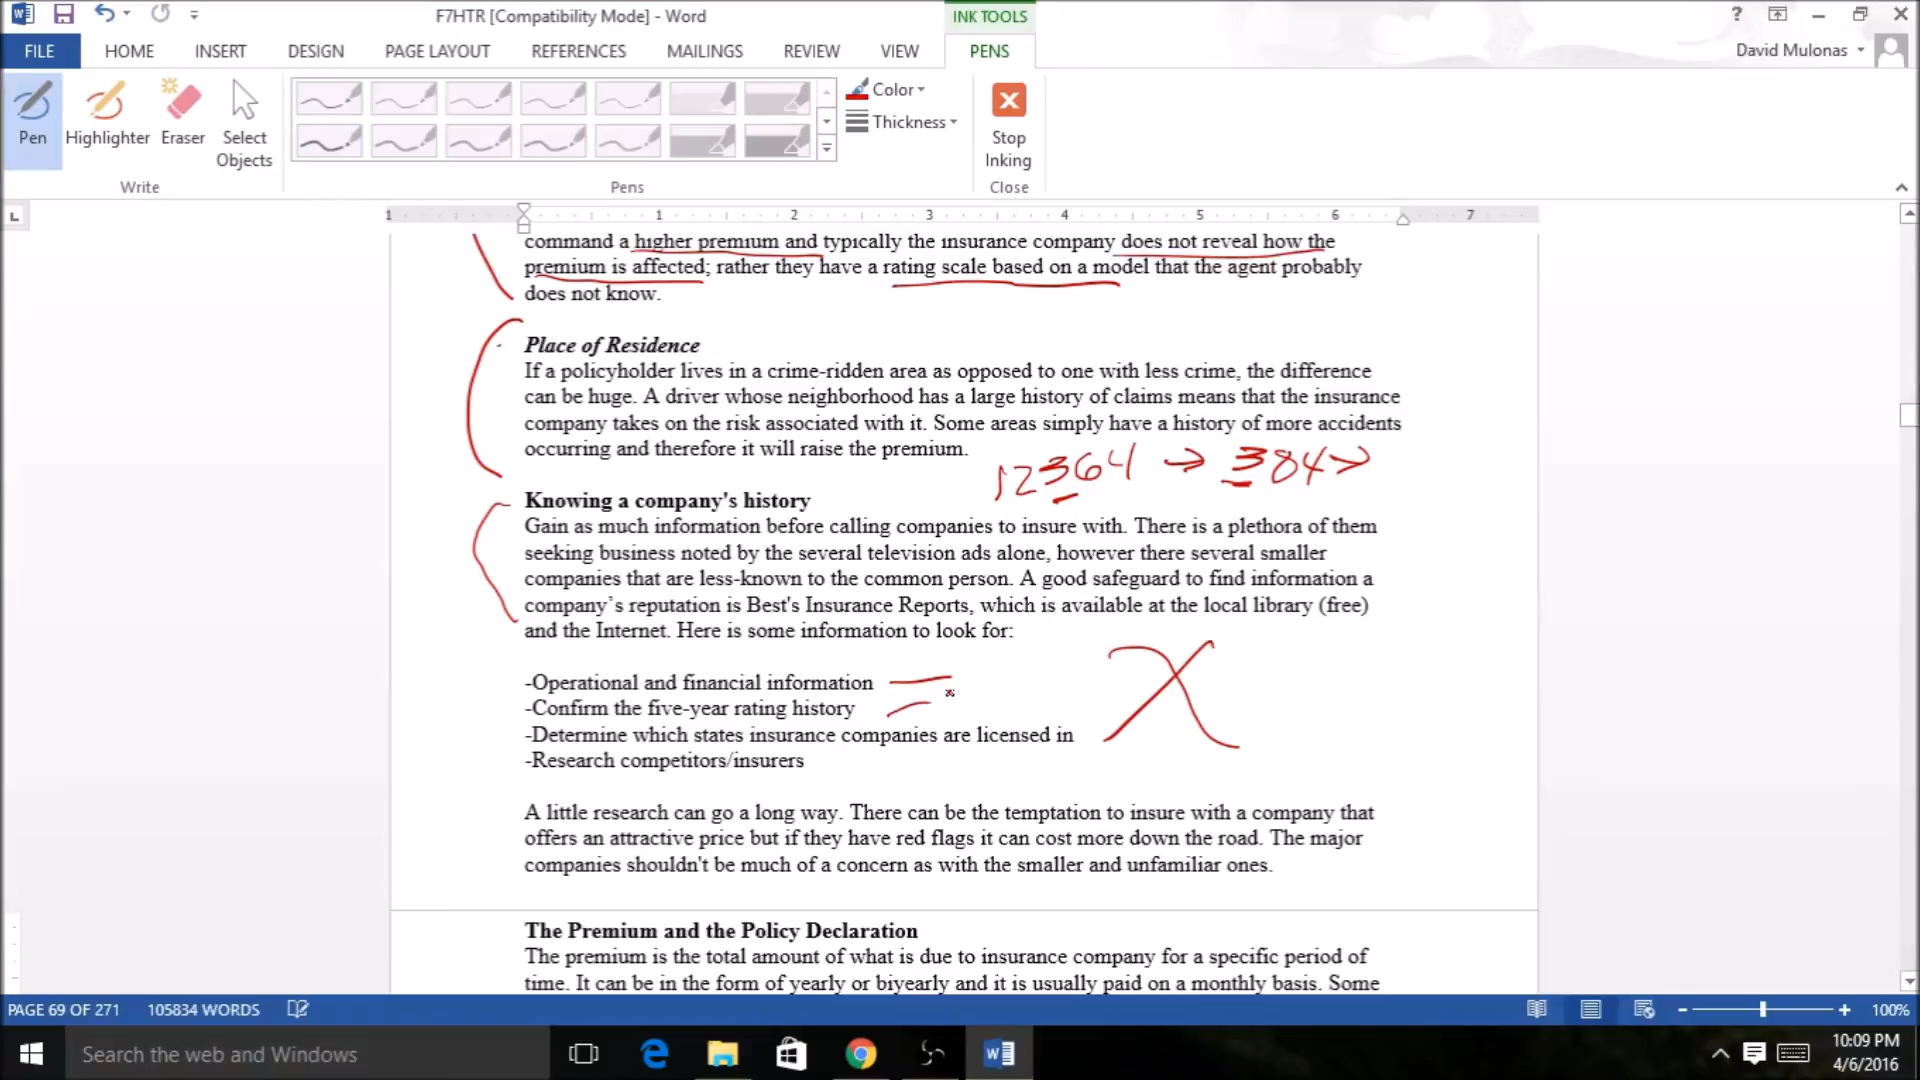 F7HTR [Compatibility Mode] - Word
INK TOOLS
?
FILE HOME INSERT DESIGN PAGE LAYOUT REFERENCES MAILINGS REVIEW VIEW PENS
David Mulonas
Pen Highlighter Eraser Select Objects
Color
Thickness
Stop Inking
Write Pens Close
L
1 1 2 3 4 5 6 7
command a higher premium and typically the insurance company does not reveal how the
premium is affected; rather they have a rating scale based on a model that the agent probably
does not know.
Place of Residence
If a policyholder lives in a crime-ridden area as opposed to one with less crime, the difference
can be huge. A driver whose neighborhood has a large history of claims means that the insurance
company takes on the risk associated with it. Some areas simply have a history of more accidents
occurring and therefore it will raise the premium.
12364 → 384>
Knowing a company's history
Gain as much information before calling companies to insure with. There is a plethora of them
seeking business noted by the several television ads alone, however there several smaller
companies that are less-known to the common person. A good safeguard to find information a
company's reputation is Best's Insurance Reports, which is available at the local library (free)
and the Internet. Here is some information to look for:
-Operational and financial information
-Confirm the five-year rating history
-Determine which states insurance companies are licensed in
-Research competitors/insurers
A little research can go a long way. There can be the temptation to insure with a company that
offers an attractive price but if they have red flags it can cost more down the road. The major
companies shouldn't be much of a concern as with the smaller and unfamiliar ones.
The Premium and the Policy Declaration
The premium is the total amount of what is due to insurance company for a specific period of
time. It can be in the form of yearly or biyearly and it is usually paid on a monthly basis. Some
PAGE 69 OF 271 105834 WORDS 100%
Search the web and Windows
10:09 PM
4/6/2016